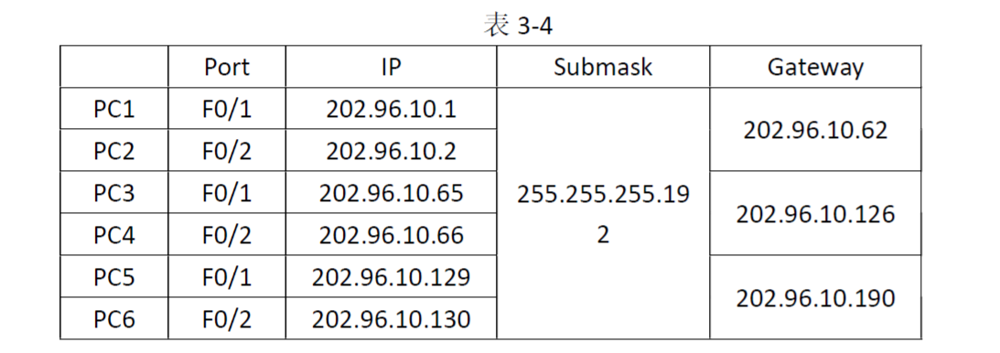 表 3-4
Port IP Submask Gateway
PC1 F0/1 202.96.10.1
202.96.10.62
PC2 F0/2 202.96.10.2
PC3 F0/1 202.96.10.65
255.255.255.19
2
202.96.10.126
PC4 F0/2 202.96.10.66
PC5 F0/1 202.96.10.129
202.96.10.190
PC6 F0/2 202.96.10.130